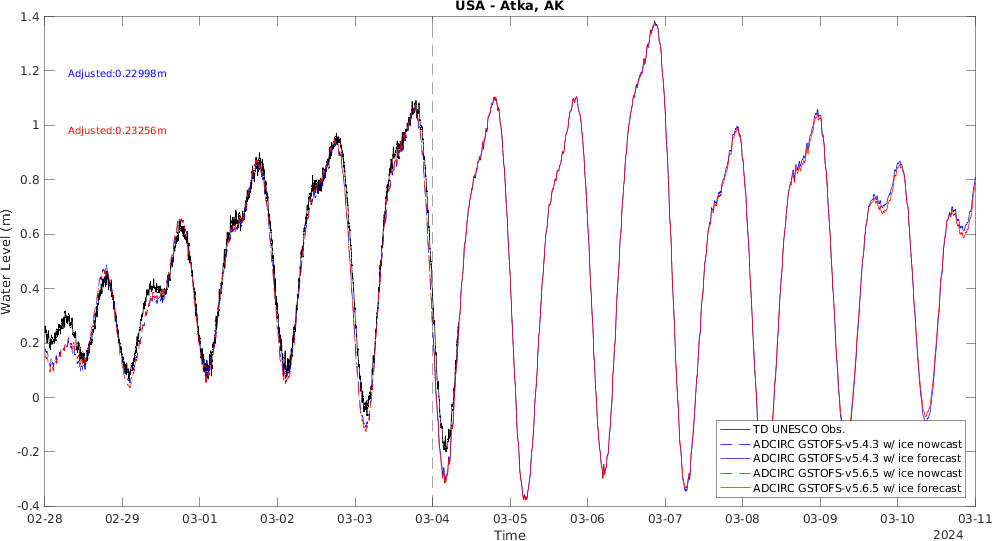 USA - Atka, AK
Water Level (m)
1.4
1.2
1
0.8
0.6
0.4
0.2
0
-0.2
-0.4
Adjusted:0.22998m
Adjusted:0.23256m
TD UNESCO Obs.
ADCIRC GSTOFS-v5.4.3 w/ ice nowcast
ADCIRC GSTOFS-v5.4.3 w/ ice forecast
ADCIRC GSTOFS-v5.6.5 w/ ice nowcast
ADCIRC GSTOFS-v5.6.5 w/ ice forecast
02-28 02-29 03-01 03-02 03-03 03-04 03-05 03-06 03-07 03-08 03-09 03-10 03-11
Time
2024